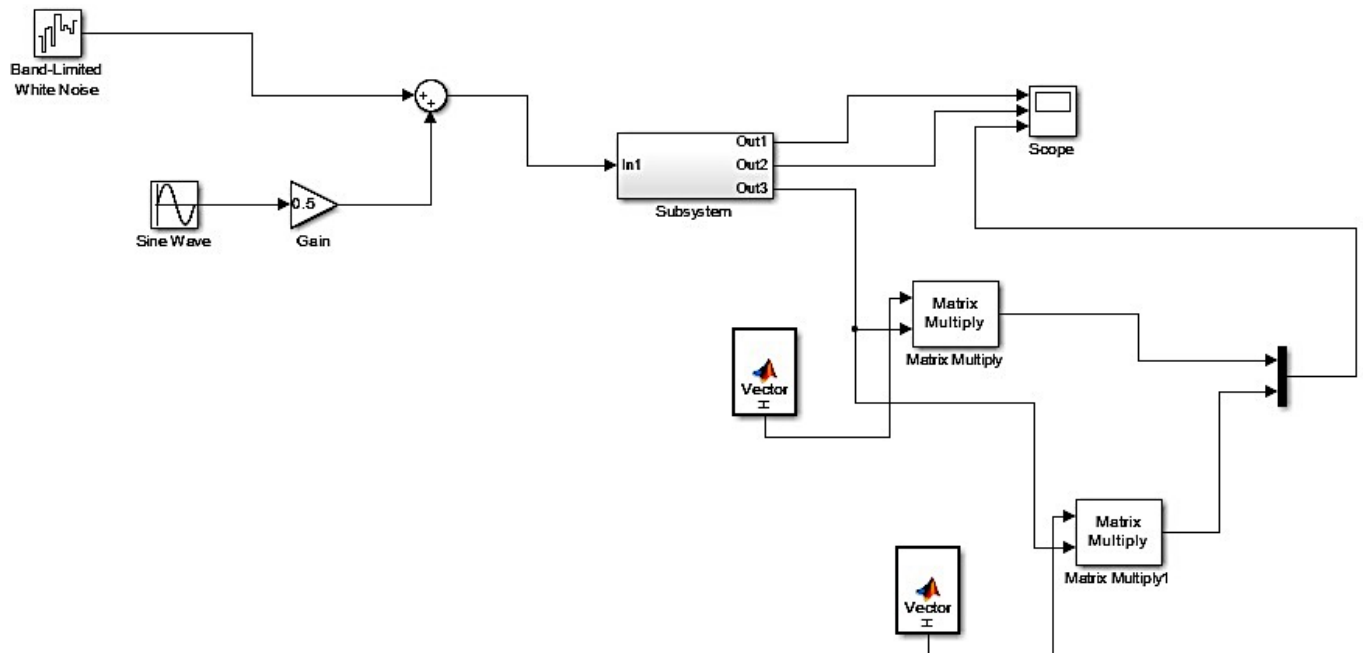 Band-Limited
White Noise
+
+
Sine Wave
0.5
Gain
In1
Out1
Out2
Out3
Subsystem
Scope
Matrix
Multiply
Matrix Multiply
Vector
Matrix
Multiply
Matrix Multiply1
Vector